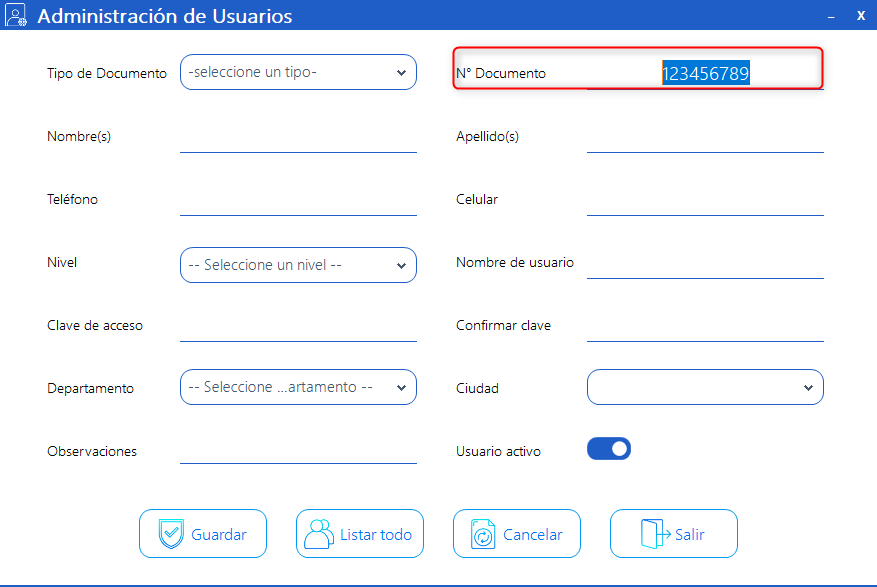 Administración de Usuarios
Tipo de Documento -seleccione un tipo- N° Documento 123456789
Nombre(s) Apellido(s)
Teléfono Celular
Nivel -- Seleccione un nivel -- Nombre de usuario
Clave de acceso Confirmar clave
Departamento -- Seleccione ...artamento -- Ciudad
Observaciones Usuario activo
Guardar Listar todo Cancelar Salir